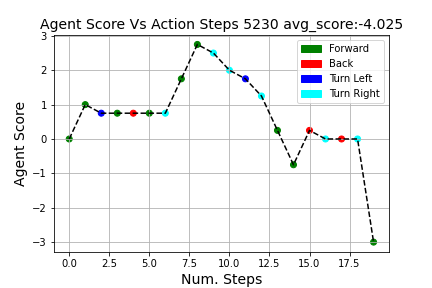 Agent Score Vs Action Steps 5230 avg_score:-4.025
Agent Score
3
2
1
0
−1
−2
−3
Forward
Back
Turn Left
Turn Right
0.0 2.5 5.0 7.5 10.0 12.5 15.0 17.5
Num. Steps